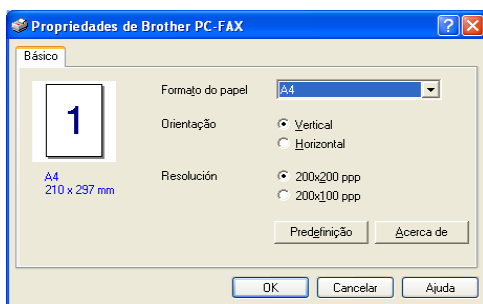 Propriedades de Brother PC-FAX
Básico
1
A4
210 x 297 mm
Formato do papel
A4
Orientação
Vertical
Horizontal
Resolución
200x200 ppp
200x100 ppp
Predefinição
Acerca de
OK
Cancelar
Ajuda